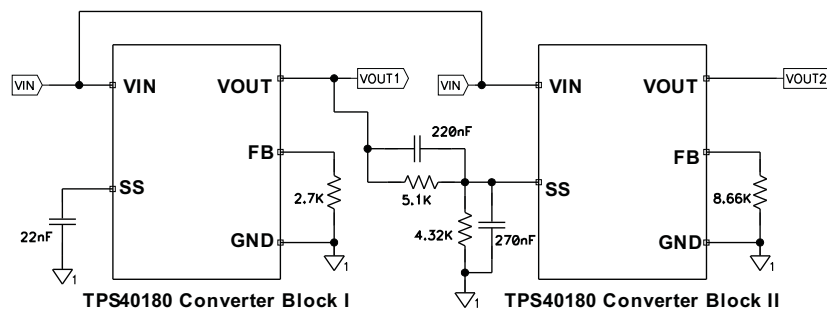 VIN
VIN
VOUT
VOUT1
VIN
VIN
VOUT
VOUT2
220nF
FB
FB
SS
2.7K
5.1K
SS
8.66K
22nF
4.32K
270nF
GND
GND
1
1
1
1
TPS40180 Converter Block I
TPS40180 Converter Block II